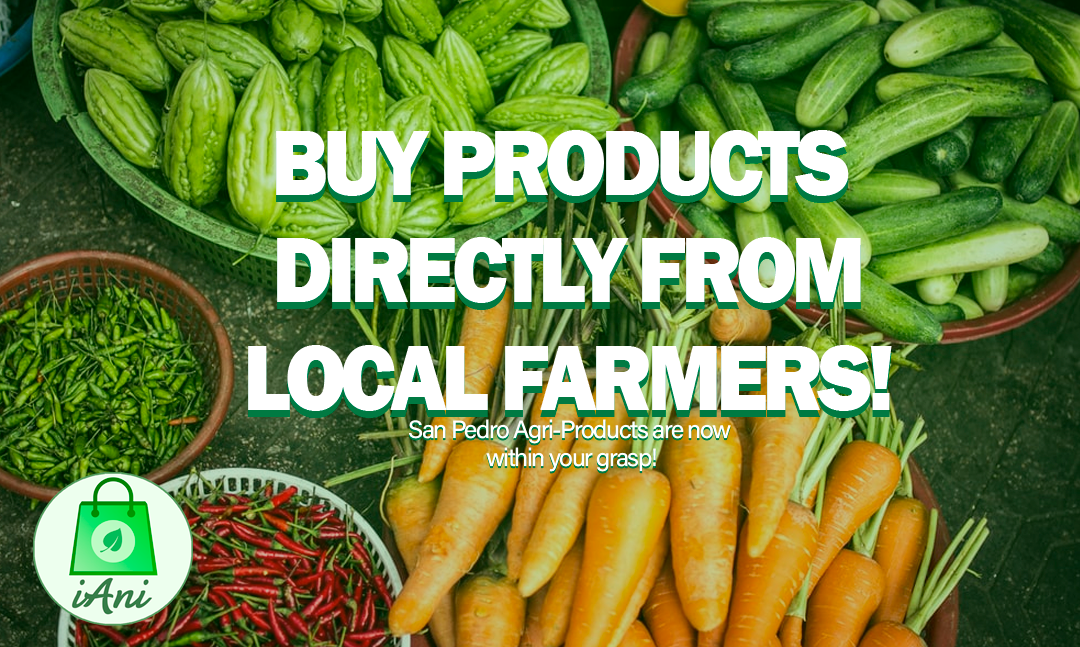 BUY PRODUCTS
DIRECTLY FROM
LOCAL FARMERS!
San Pedro Agri-Products are now
within your grasp!
iAni